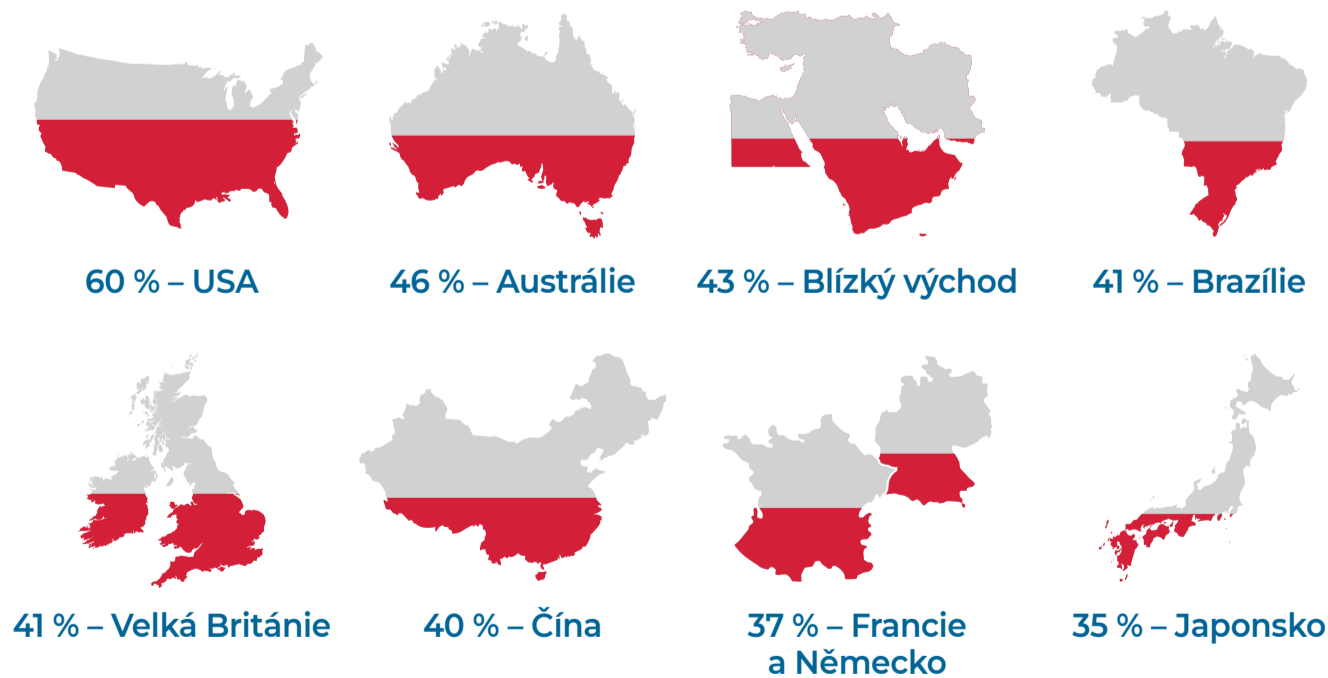 60 % – USA
46 % – Austrálie
43 % – Blízký východ
41 % – Brazílie
41 % – Velká Británie
40 % – Čína
37 % – Francie
a Německo
35 % – Japonsko